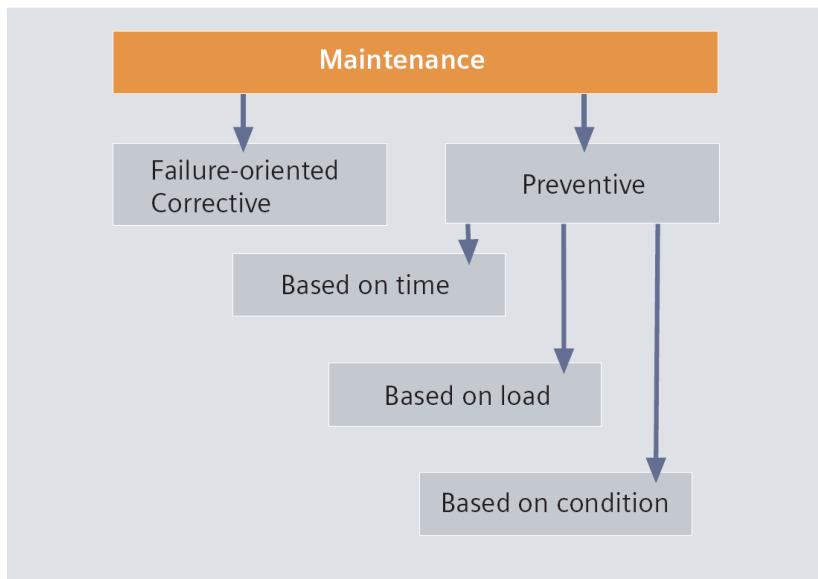 Maintenance
Failure-oriented
Corrective
Preventive
Based on time
Based on load
Based on condition